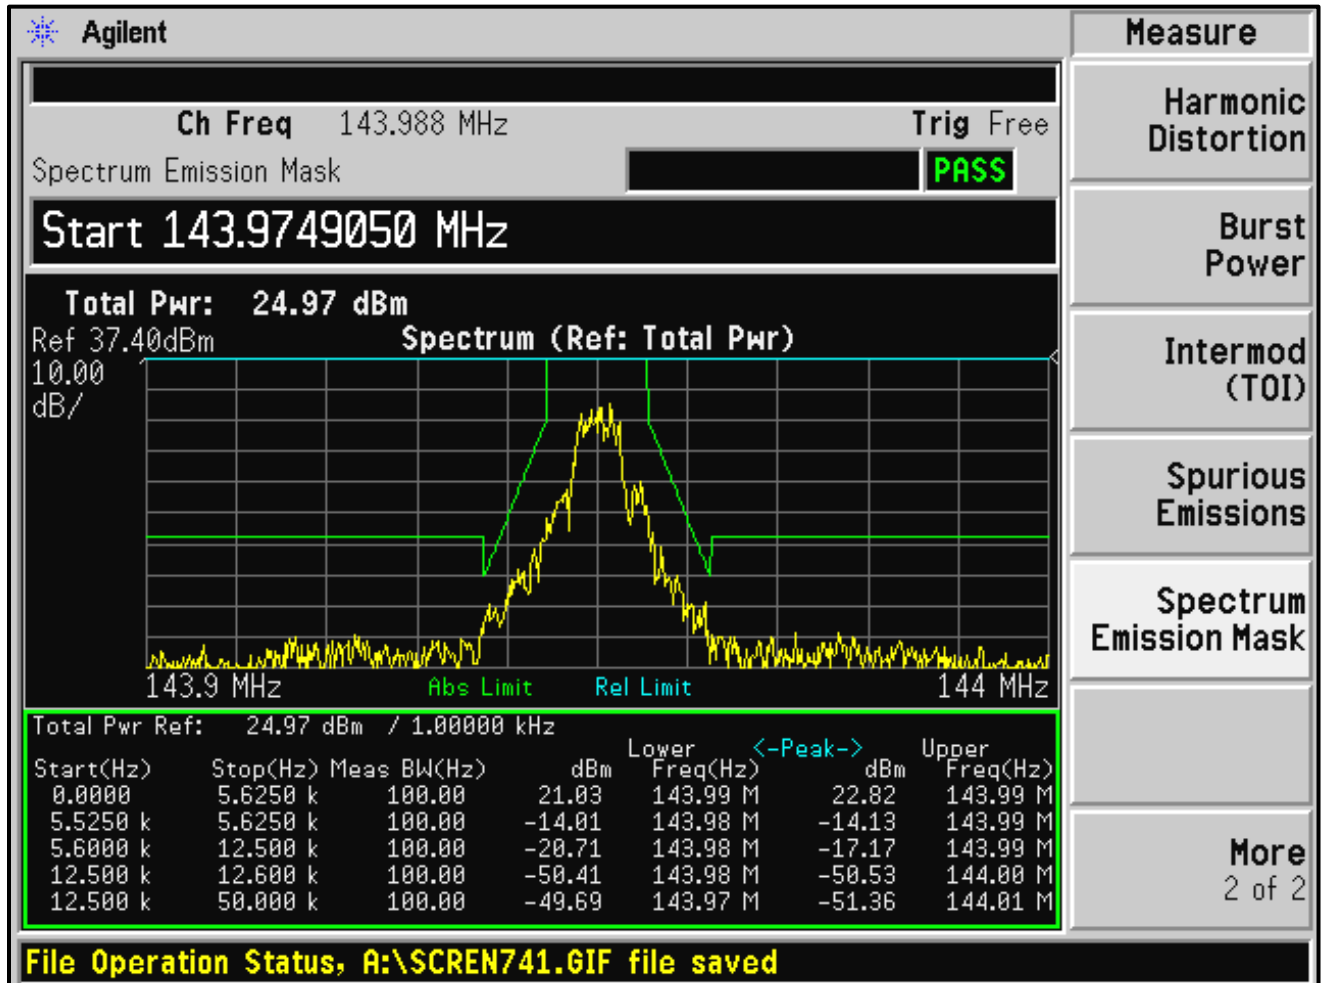 Agilent
Measure
Ch Freq 143.988 MHz Trig Free
Spectrum Emission Mask PASS
Start 143.9749050 MHz
Total Pwr: 24.97 dBm
Ref 37.40dBm Spectrum (Ref: Total Pwr)
10.00
dB/
143.9 MHz Abs Limit Rel Limit 144 MHz
Total Pwr Ref: 24.97 dBm / 1.00000 kHz
Lower <-Peak-> Upper
Start(Hz) Stop(Hz) Meas BW(Hz) dBm Freq(Hz) dBm Freq(Hz)
0.0000 5.6250 k 100.00 21.03 143.99 M 22.82 143.99 M
5.5250 k 5.6250 k 100.00 -14.01 143.98 M -14.13 143.99 M
5.6000 k 12.500 k 100.00 -20.71 143.98 M -17.17 143.99 M
12.500 k 12.600 k 100.00 -50.41 143.98 M -50.53 144.00 M
12.500 k 50.000 k 100.00 -49.69 143.97 M -51.36 144.01 M
File Operation Status, A:\SCREN741.GIF file saved
Harmonic
Distortion
Burst
Power
Intermod
(TOI)
Spurious
Emissions
Spectrum
Emission Mask
More
2 of 2